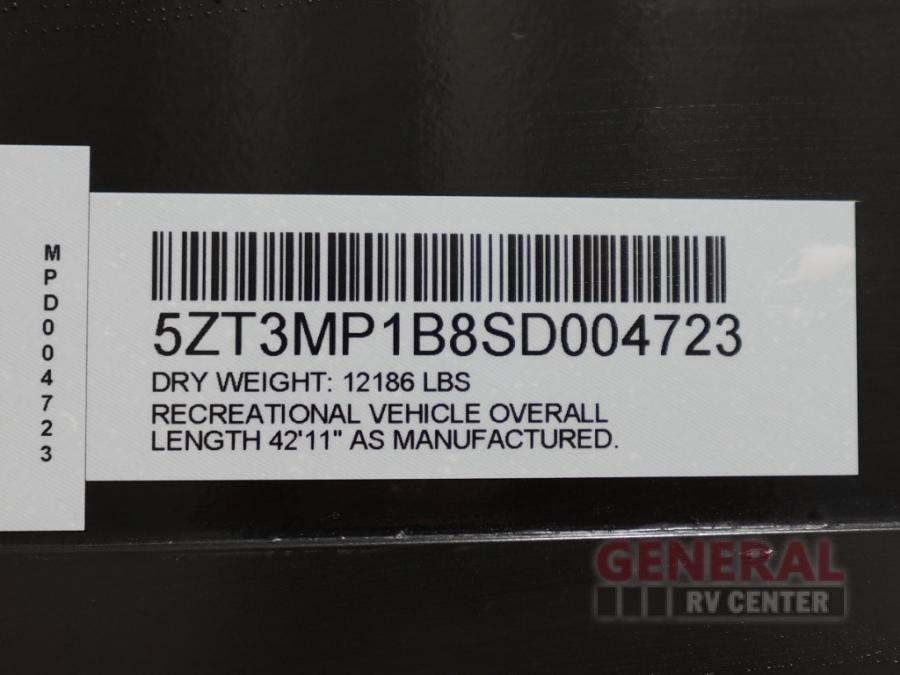 MPD004723
5ZT3MP1B8SD004723
DRY WEIGHT: 12186 LBS
RECREATIONAL VEHICLE OVERALL
LENGTH 42'11" AS MANUFACTURED.
GENERAL
RV CENTER